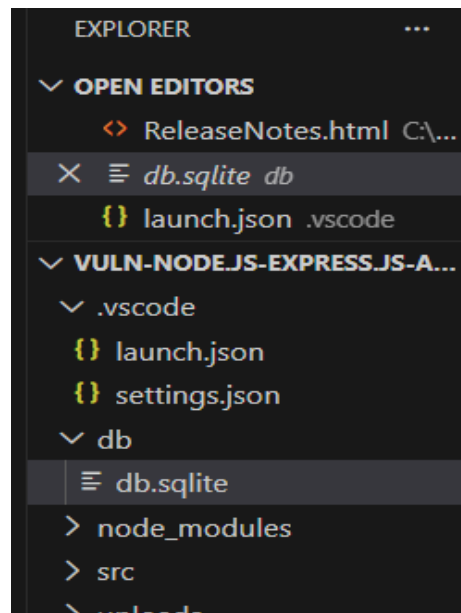 EXPLORER ...
OPEN EDITORS
<> ReleaseNotes.html C:\...
db.sqlite db
{} launch.json .vscode
VULN-NODE.JS-EXPRESS.JS-A...
.vscode
{} launch.json
{} settings.json
db
db.sqlite
node_modules
src
uploads